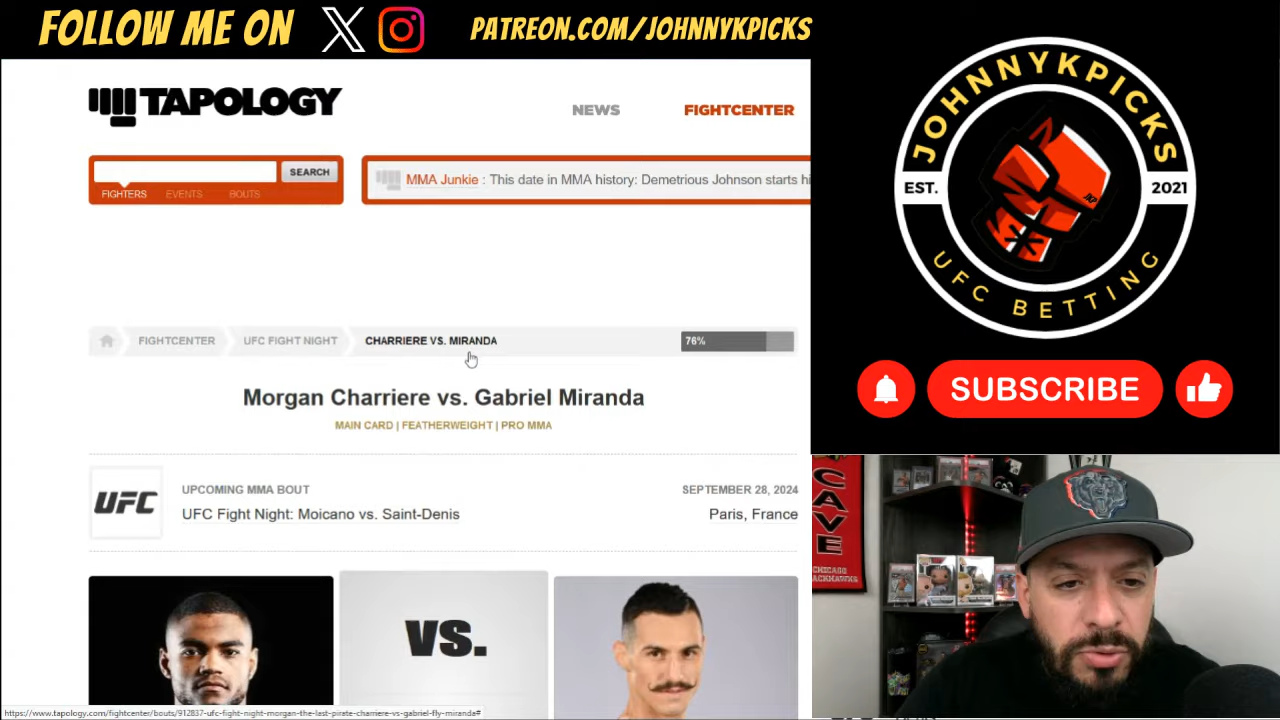 FOLLOW ME ON
PATREON.COM/JOHNNYKPICKS
TAPOLOGY
NEWS
FIGHTCENTER
SEARCH
FIGHTERS
EVENTS
BOUTS
MMA Junkie : This date in MMA history: Demetrious Johnson starts hi
FIGHTCENTER
UFC FIGHT NIGHT
CHARRIERE VS. MIRANDA
76%
Morgan Charriere vs. Gabriel Miranda
MAIN CARD | FEATHERWEIGHT | PRO MMA
UFC
UPCOMING MMA BOUT
SEPTEMBER 28, 2024
UFC Fight Night: Moicano vs. Saint-Denis
Paris, France
VS.
https://www.tapology.com/fightcenter/bouts/912837-ufc-fight-night-morgan-the-last-pirate-charriere-vs-gabriel-fly-miranda#
JOHNNYKPICKS
EST.
2021
JKP
UFC BETTING
SUBSCRIBE
CAVE
CHICAGO
BLACKHAWKS